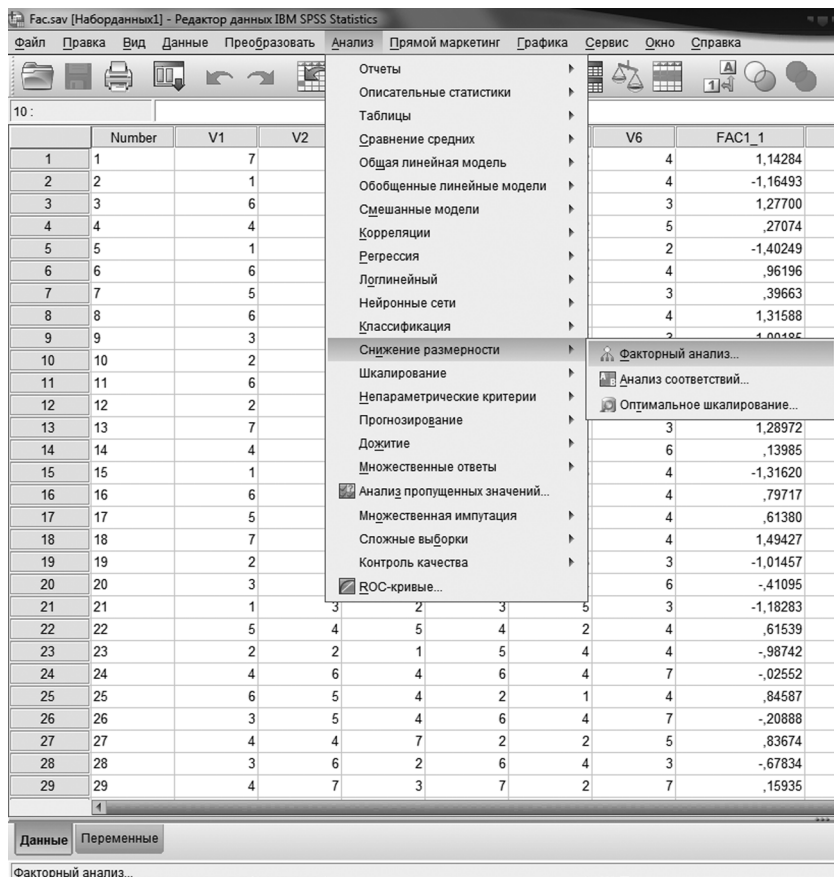 Fac.sav [Наборданных1] - Редактор данных IBM SPSS Statistics
Файл Правка Вид Данные Преобразовать Анализ Прямой маркетинг Графика Сервис Окно Справка
10 :
Number V1 V2 V6 FAC1_1
1 1 7 4 1,14284
2 2 1 4 -1,16493
3 3 6 3 1,27700
4 4 4 5 ,27074
5 5 1 2 -1,40249
6 6 6 4 ,96196
7 7 5 3 ,39663
8 8 6 4 1,31588
9 9 3
10 10 2
11 11 6
12 12 2
13 13 7 3 1,28972
14 14 4 6 ,13985
15 15 1 4 -1,31620
16 16 6 4 ,79717
17 17 5 4 ,61380
18 18 7 4 1,49427
19 19 2 3 -1,01457
20 20 3 6 -,41095
21 21 1 3 2 3 5 3 -1,18283
22 22 5 4 5 4 2 4 ,61539
23 23 2 2 1 5 4 4 -,98742
24 24 4 6 4 6 4 7 -,02552
25 25 6 5 4 2 1 4 ,84587
26 26 3 5 4 6 4 7 -,20888
27 27 4 4 7 2 2 5 ,83674
28 28 3 6 2 6 4 3 -,67834
29 29 4 7 3 7 2 7 ,15935
Отчеты
Описательные статистики
Таблицы
Сравнение средних
Общая линейная модель
Обобщенные линейные модели
Смешанные модели
Корреляции
Регрессия
Логлинейный
Нейронные сети
Классификация
Снижение размерности
Шкалирование
Непараметрические критерии
Прогнозирование
Дожитие
Множественные ответы
Анализ пропущенных значений...
Множественная импутация
Сложные выборки
Контроль качества
ROC-кривые...
Факторный анализ...
Анализ соответствий...
Оптимальное шкалирование...
Данные Переменные
Факторный анализ...